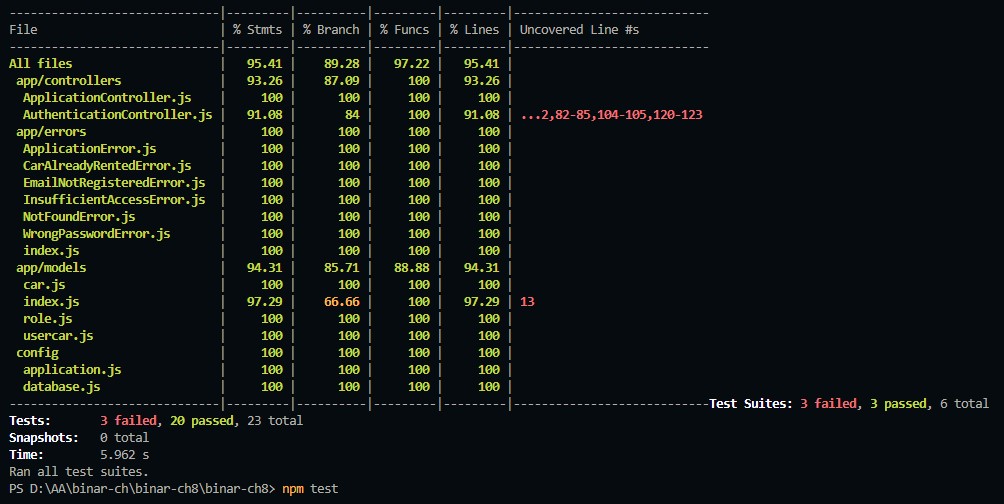 ----------------------------|---------|----------|---------|---------|----------------------------
File                        | % Stmts | % Branch | % Funcs | % Lines | Uncovered Line #s
----------------------------|---------|----------|---------|---------|----------------------------
All files                   |   95.41 |    89.28 |   97.22 |   95.41 |
 app/controllers            |   93.26 |    87.09 |     100 |   93.26 |
  ApplicationController.js  |     100 |      100 |     100 |     100 |
  AuthenticationController.js |   91.08 |       84 |     100 |   91.08 | ...2,82-85,104-105,120-123
 app/errors                 |     100 |      100 |     100 |     100 |
  ApplicationError.js       |     100 |      100 |     100 |     100 |
  CarAlreadyRentedError.js  |     100 |      100 |     100 |     100 |
  EmailNotRegisteredError.js |     100 |      100 |     100 |     100 |
  InsufficientAccessError.js |     100 |      100 |     100 |     100 |
  NotFoundError.js          |     100 |      100 |     100 |     100 |
  WrongPasswordError.js     |     100 |      100 |     100 |     100 |
  index.js                  |     100 |      100 |     100 |     100 |
 app/models                 |   94.31 |    85.71 |   88.88 |   94.31 |
  car.js                    |     100 |      100 |     100 |     100 |
  index.js                  |   97.29 |    66.66 |     100 |   97.29 | 13
  role.js                   |     100 |      100 |     100 |     100 |
  usercar.js                |     100 |      100 |     100 |     100 |
 config                     |     100 |      100 |     100 |     100 |
  application.js            |     100 |      100 |     100 |     100 |
  database.js               |     100 |      100 |     100 |     100 |
----------------------------|---------|----------|---------|---------|----------------------------Test Suites: 3 failed, 3 passed, 6 total
Tests:       3 failed, 20 passed, 23 total
Snapshots:   0 total
Time:        5.962 s
Ran all test suites.
PS D:\AA\binar-ch\binar-ch8\binar-ch8> npm test